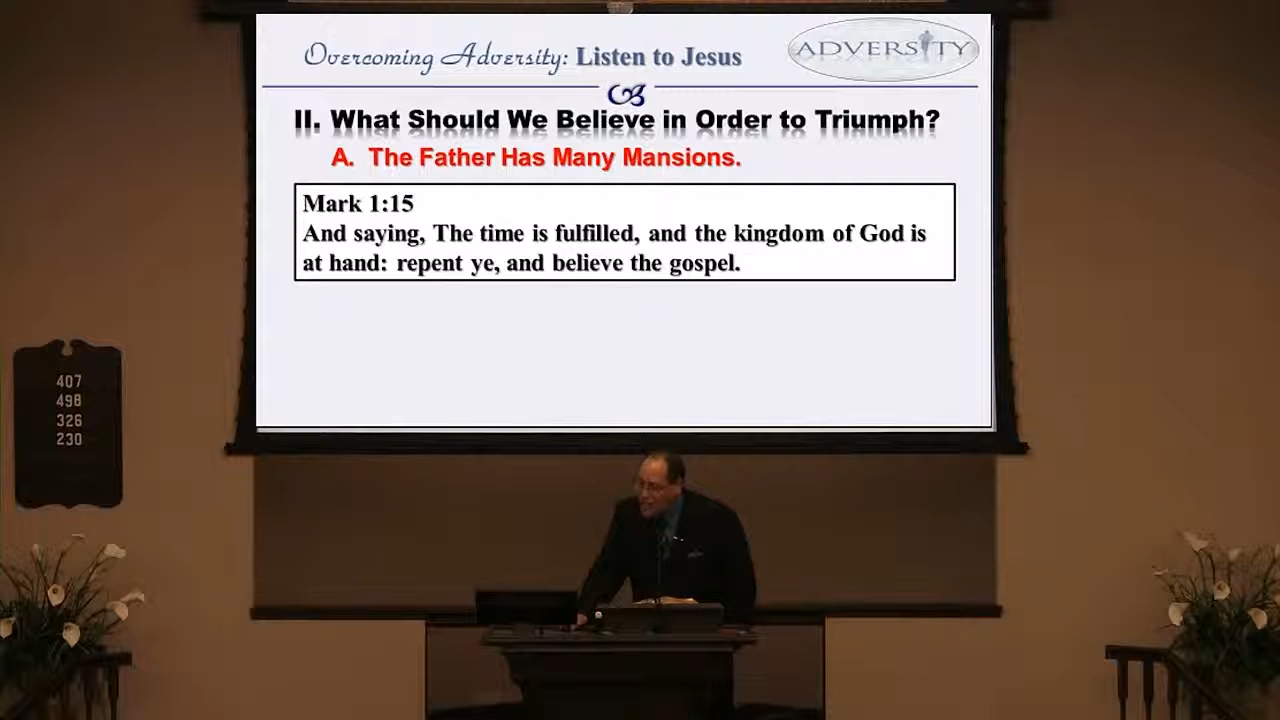 Overcoming Adversity: Listen to Jesus
ADVERSITY
II. What Should We Believe in Order to Triumph?
A. The Father Has Many Mansions.
Mark 1:15
And saying, The time is fulfilled, and the kingdom of God is
at hand: repent ye, and believe the gospel.
407
498
326
230